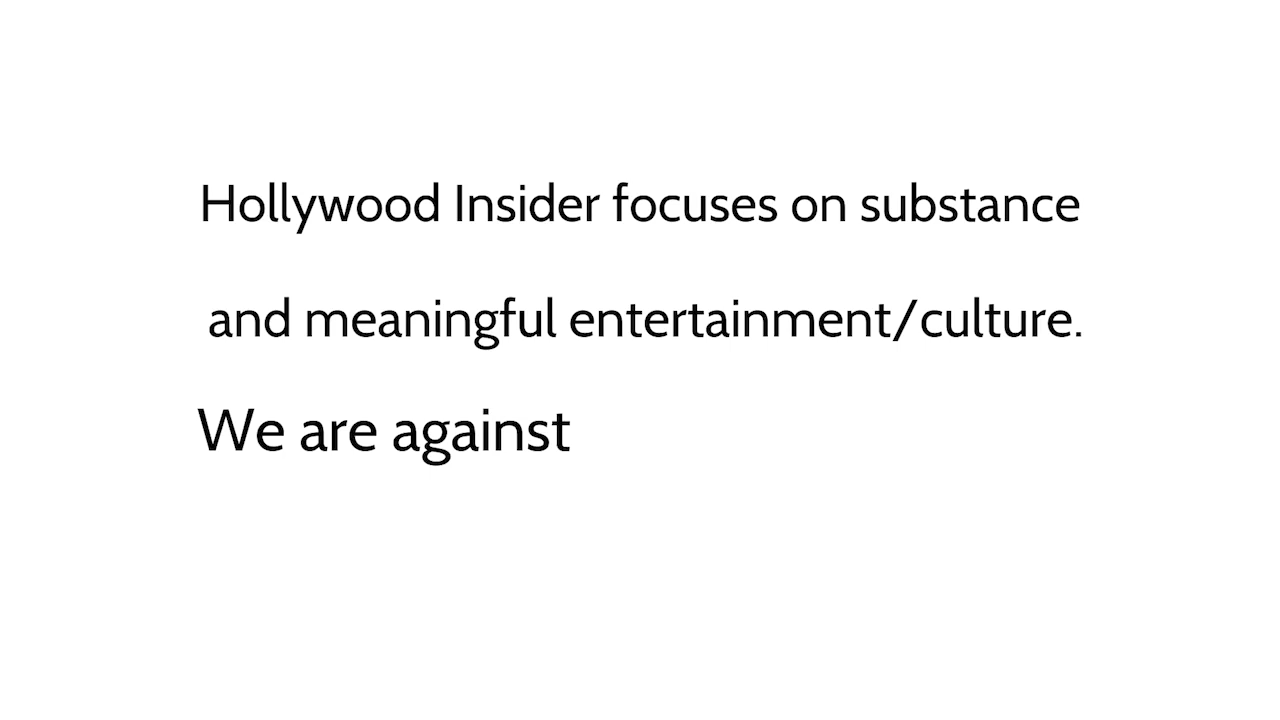 Hollywood Insider focuses on substance
and meaningful entertainment/culture.
We are against